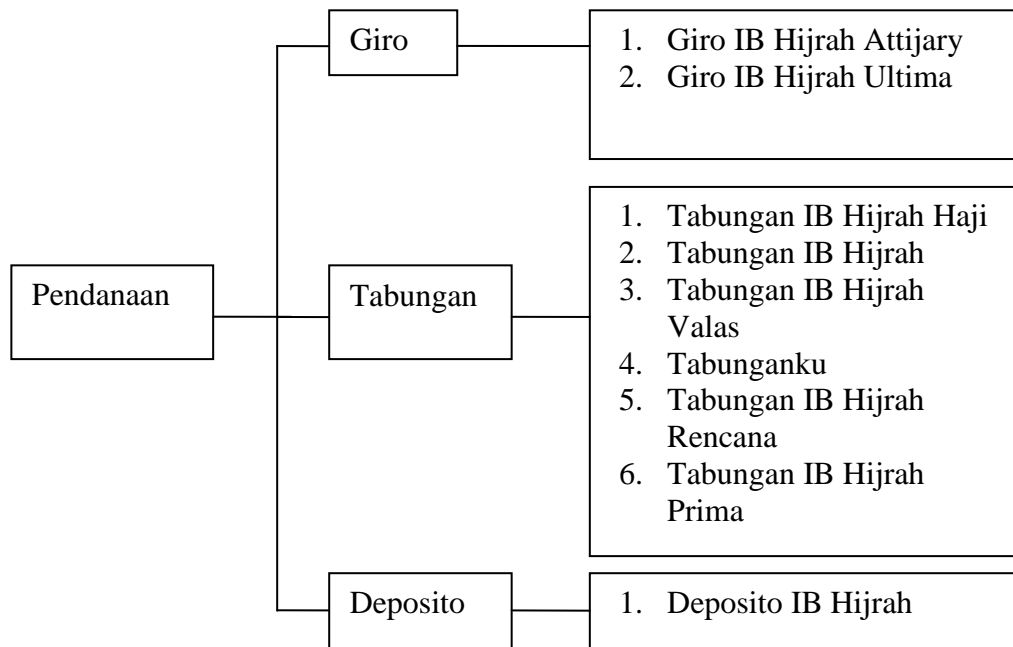 Giro
1. Giro IB Hijrah Attijary
2. Giro IB Hijrah Ultima
Pendanaan
Tabungan
1. Tabungan IB Hijrah Haji
2. Tabungan IB Hijrah
3. Tabungan IB Hijrah
Valas
4. Tabunganku
5. Tabungan IB Hijrah
Rencana
6. Tabungan IB Hijrah
Prima
Deposito
1. Deposito IB Hijrah